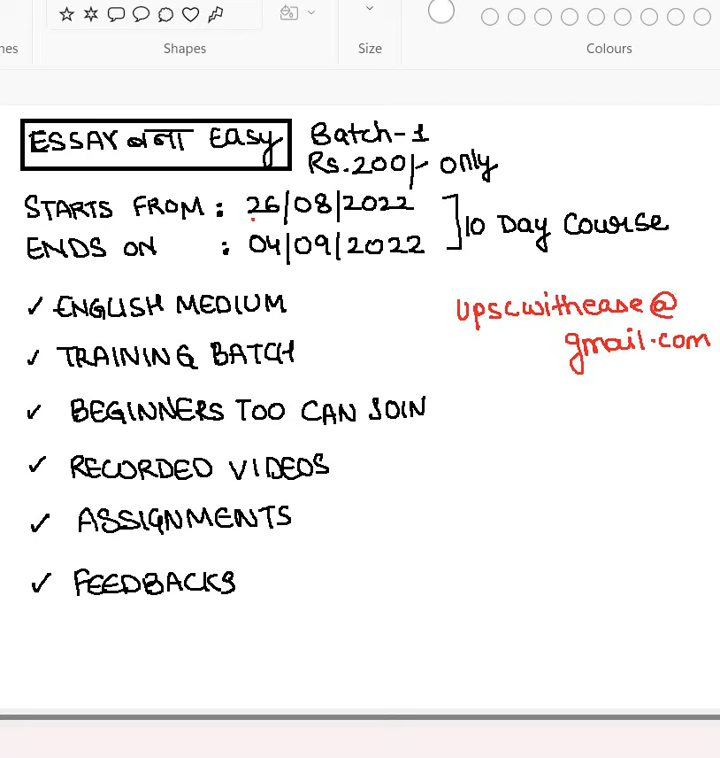 Shapes
Size
Colours
ESSAY बना Easy
Batch-1
Rs.200/- only
STARTS FROM : 26/08/2022
ENDS ON : 04/09/2022
10 Day Course
✓ ENGLISH MEDIUM
✓ TRAINING BATCH
✓ BEGINNERS TOO CAN JOIN
✓ RECORDED VIDEOS
✓ ASSIGNMENTS
✓ FEEDBACKS
upscwithease@
gmail.com